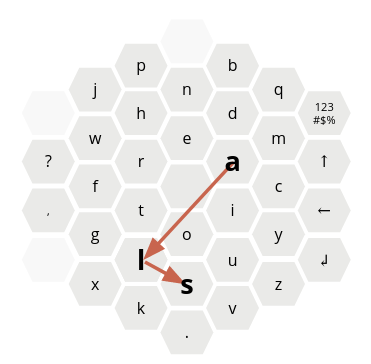 p b
j n q
h d 123
#$%
w e m
? r a ↑
f c
, t i ←
g o y
l u ↲
x s z
k v
.